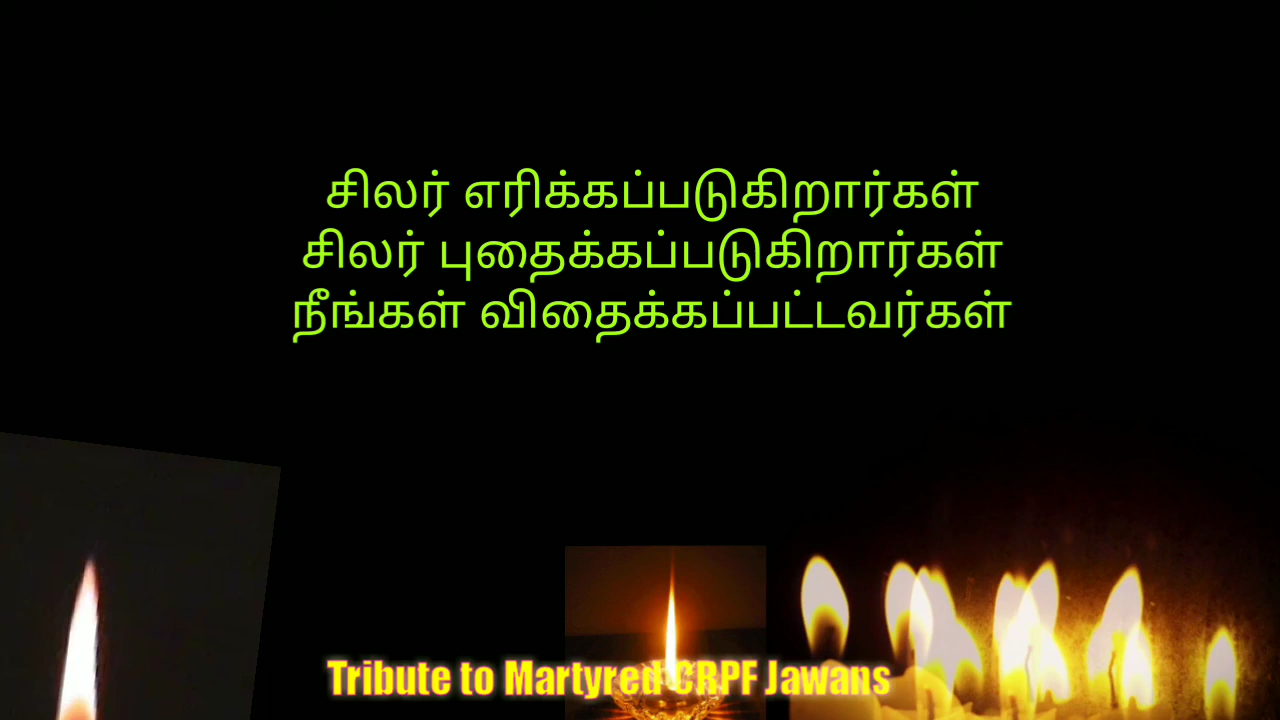 சிலர் எரிக்கப்படுகிறார்கள்
சிலர் புதைக்கப்படுகிறார்கள்
நீங்கள் விதைக்கப்பட்டவர்கள்
Tribute to Martyred CRPF Jawans